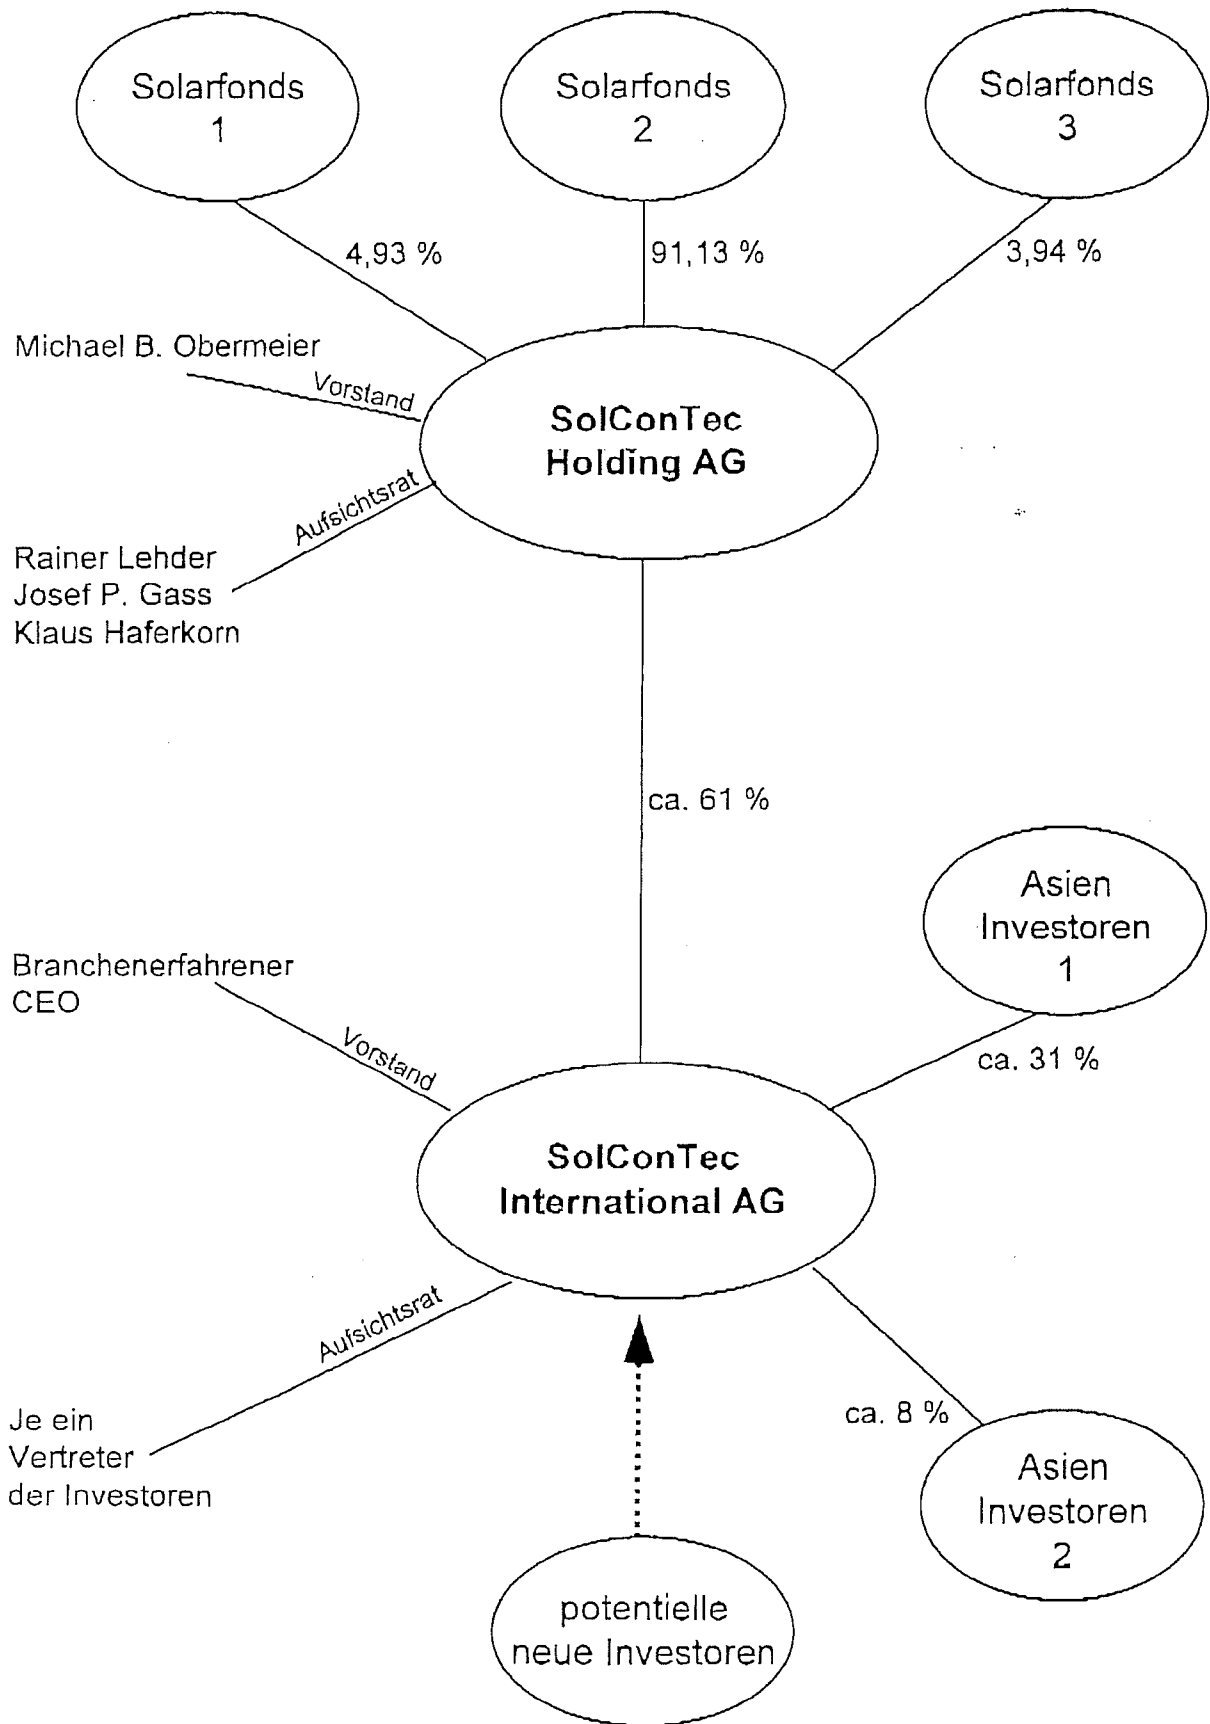 Solarfonds
1
Solarfonds
2
Solarfonds
3
4,93 %
91,13 %
3,94 %
Michael B. Obermeier
Vorstand
SolConTec
Holding AG
Aufsichtsrat
Rainer Lehder
Josef P. Gass
Klaus Haferkorn
ca. 61 %
Asien
Investoren
1
Branchenerfahrener
CEO
Vorstand
ca. 31 %
SolConTec
International AG
Aufsichtsrat
Je ein
Vertreter
der Investoren
ca. 8 %
Asien
Investoren
2
potentielle
neue Investoren